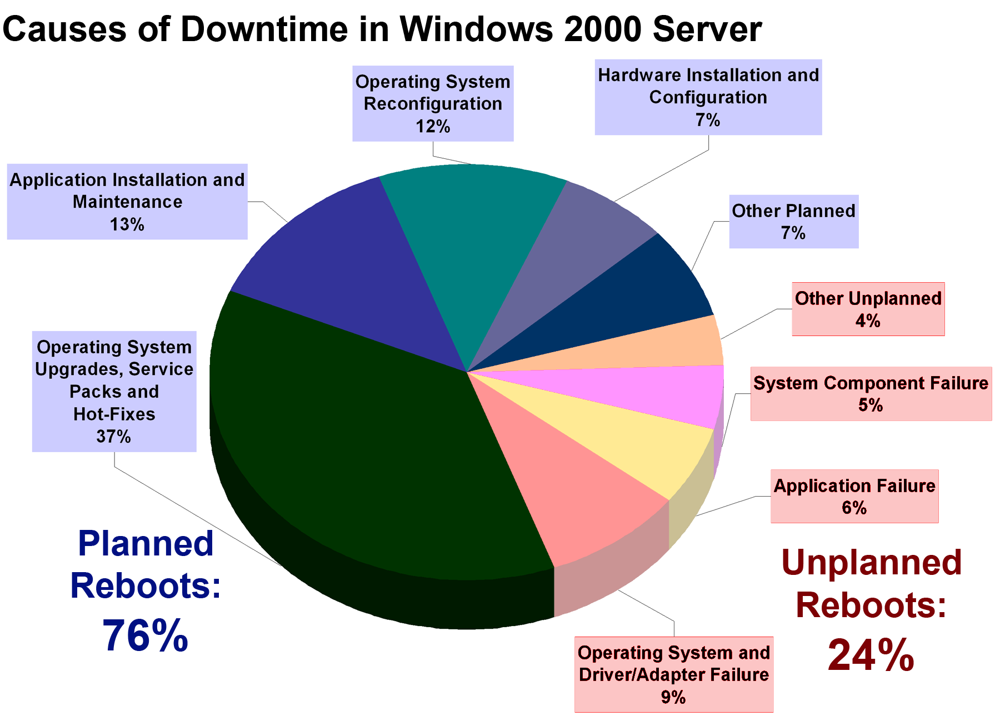 Causes of Downtime in Windows 2000 Server
Operating System
Reconfiguration
12%
Hardware Installation and
Configuration
7%
Application Installation and
Maintenance
13%
Other Planned
7%
Other Unplanned
4%
Operating System
Upgrades, Service
Packs and
Hot-Fixes
37%
System Component Failure
5%
Application Failure
6%
Planned
Reboots:
76%
Unplanned
Reboots:
24%
Operating System and
Driver/Adapter Failure
9%